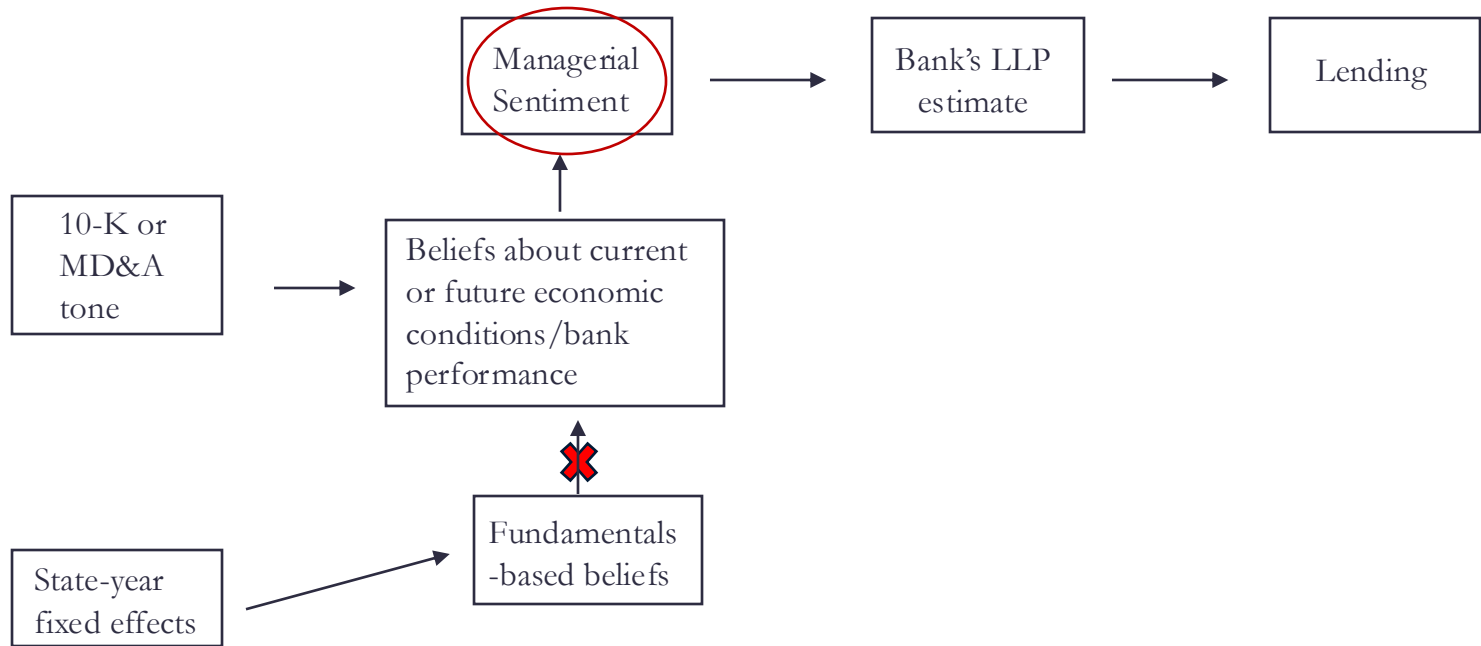 Managerial
Sentiment
Bank’s LLP
estimate
Lending
10-K or
MD&A
tone
Beliefs about current
or future economic
conditions/bank
performance
Fundamentals
-based beliefs
State-year
fixed effects